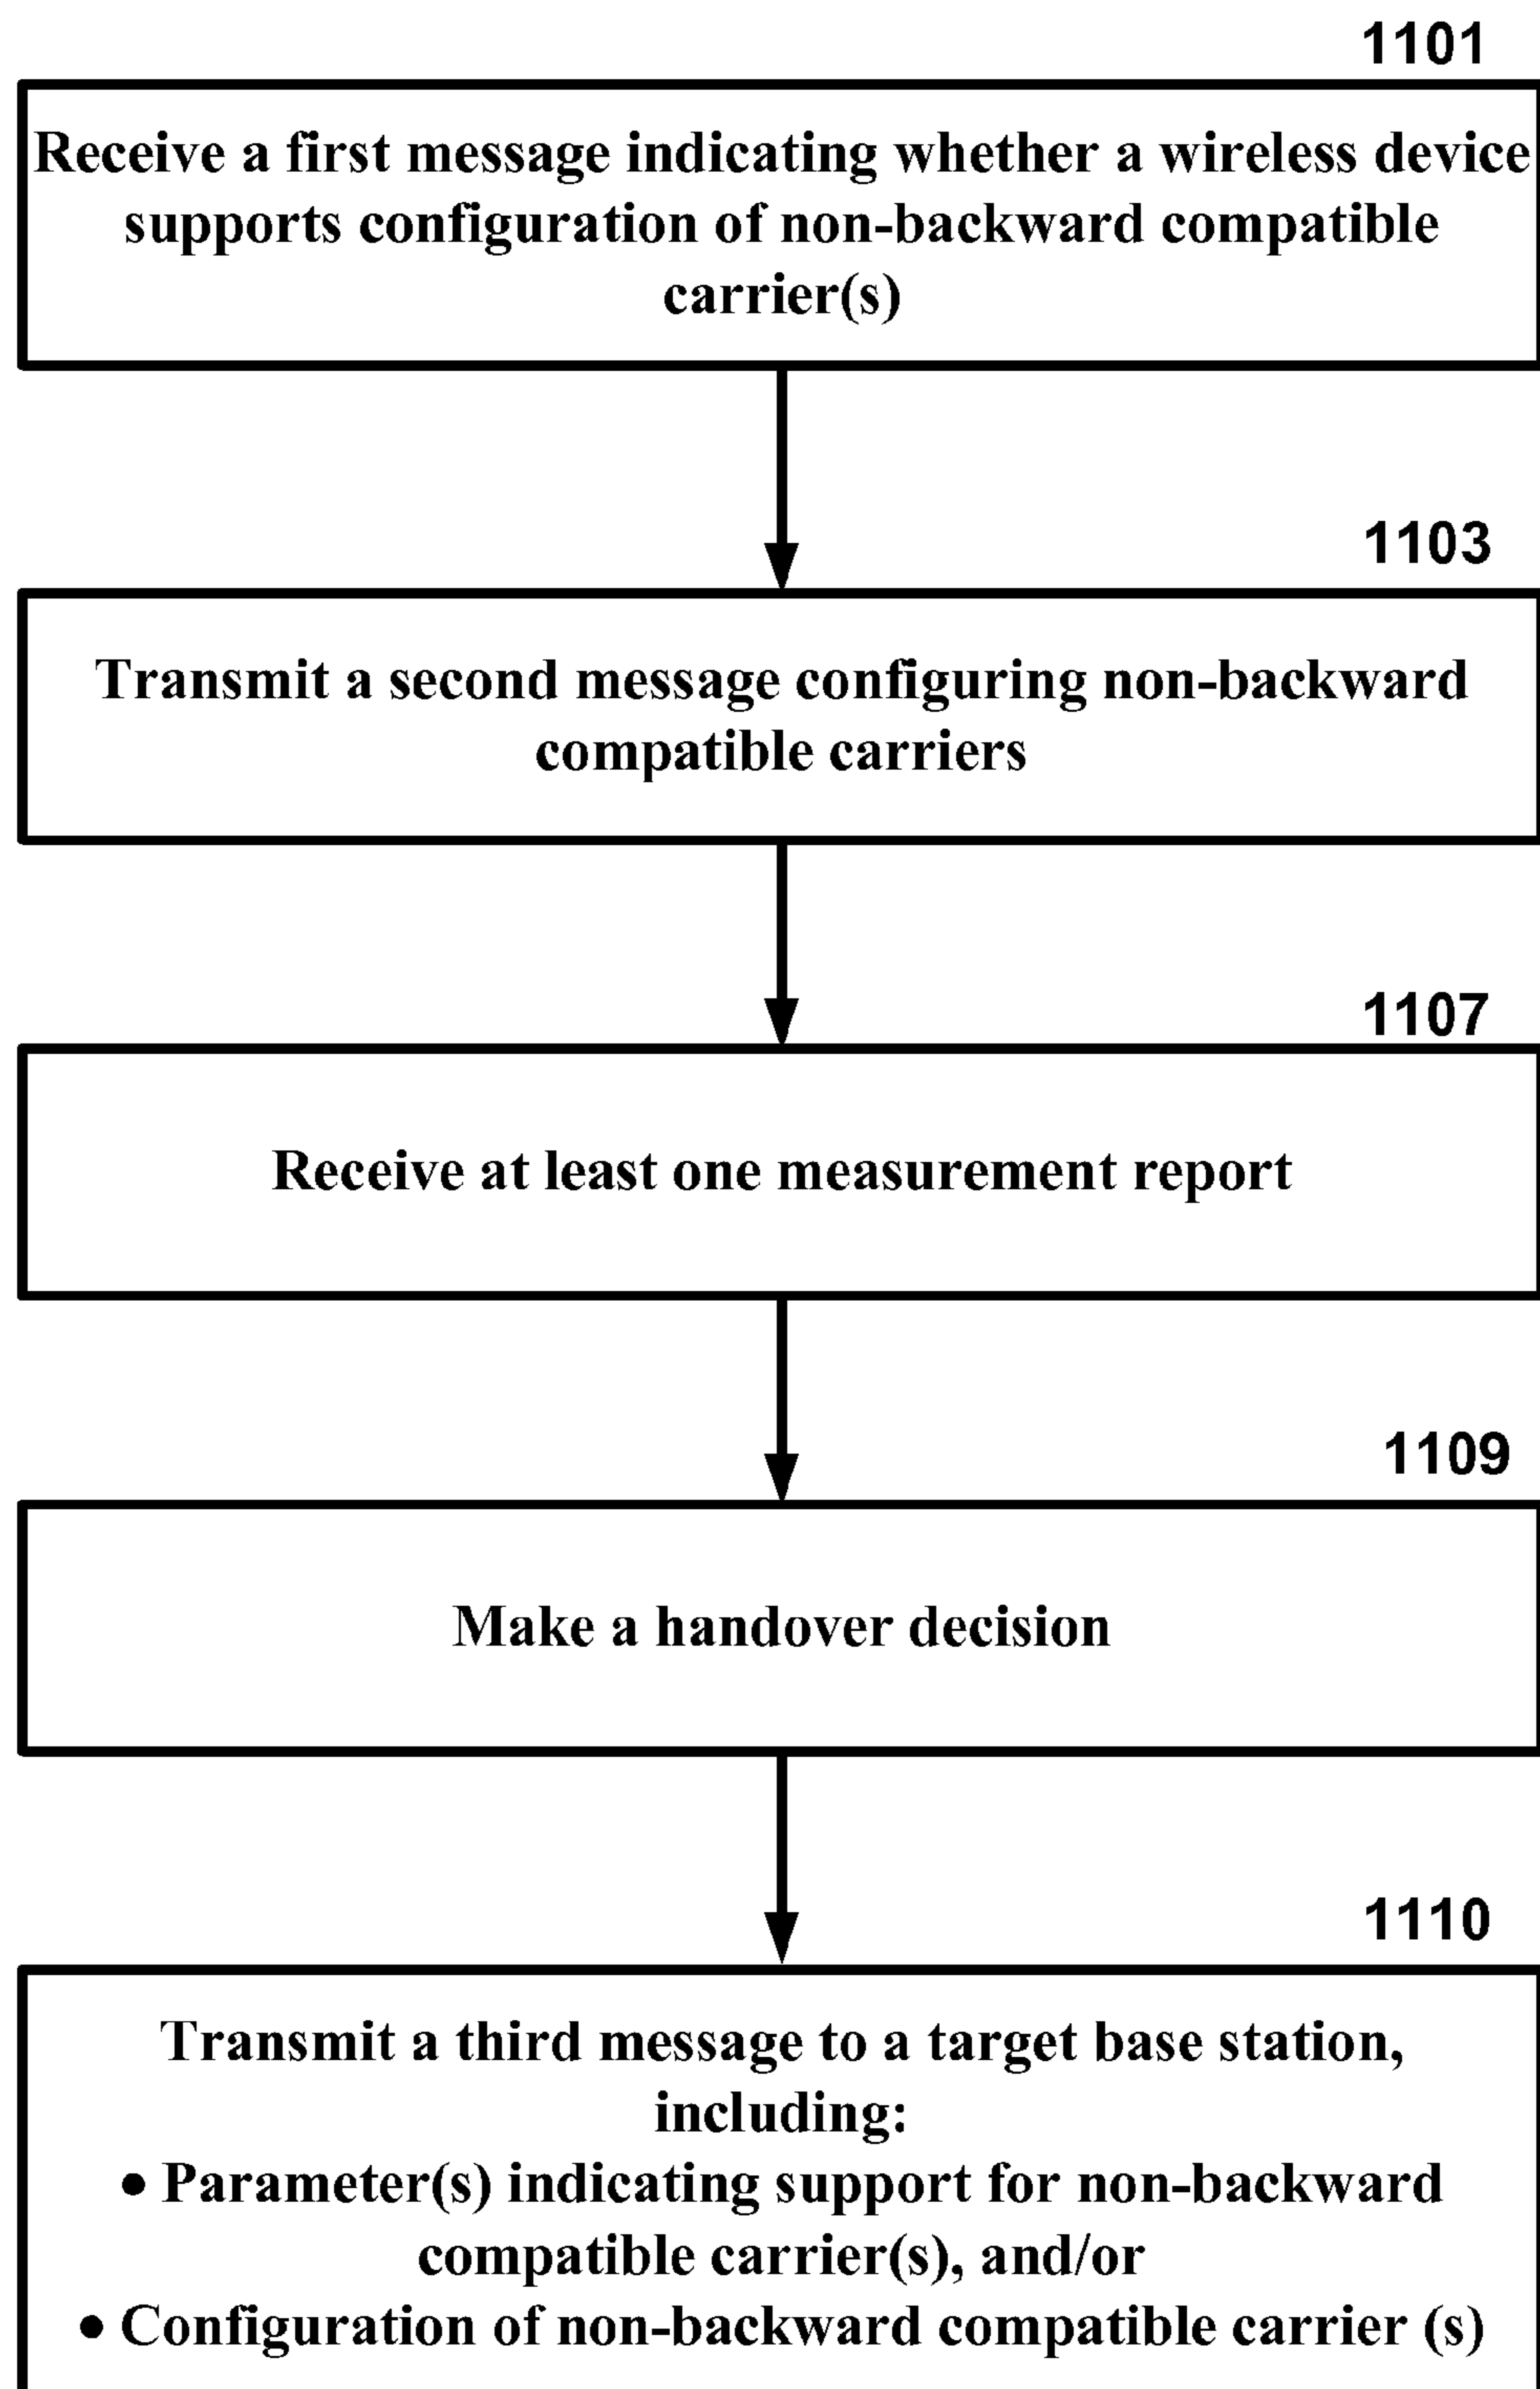 1101
Receive a first message indicating whether a wireless device
supports configuration of non-backward compatible
carrier(s)
1103
Transmit a second message configuring non-backward
compatible carriers
1107
Receive at least one measurement report
1109
Make a handover decision
1110
Transmit a third message to a target base station,
including:
● Parameter(s) indicating support for non-backward
compatible carrier(s), and/or
● Configuration of non-backward compatible carrier (s)